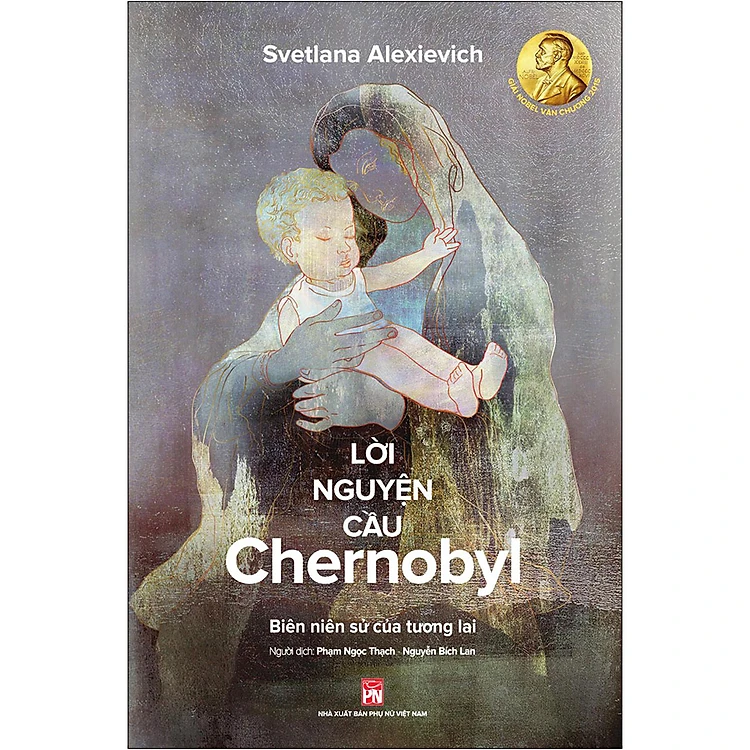 Svetlana Alexievich
GIẢI NOBEL VĂN CHƯƠNG 2015
LỜI
NGUYỆN
CẦU
Chernobyl
Biên niên sử của tương lai
Người dịch: Phạm Ngọc Thạch - Nguyễn Bích Lan
PN
NHÀ XUẤT BẢN PHỤ NỮ VIỆT NAM